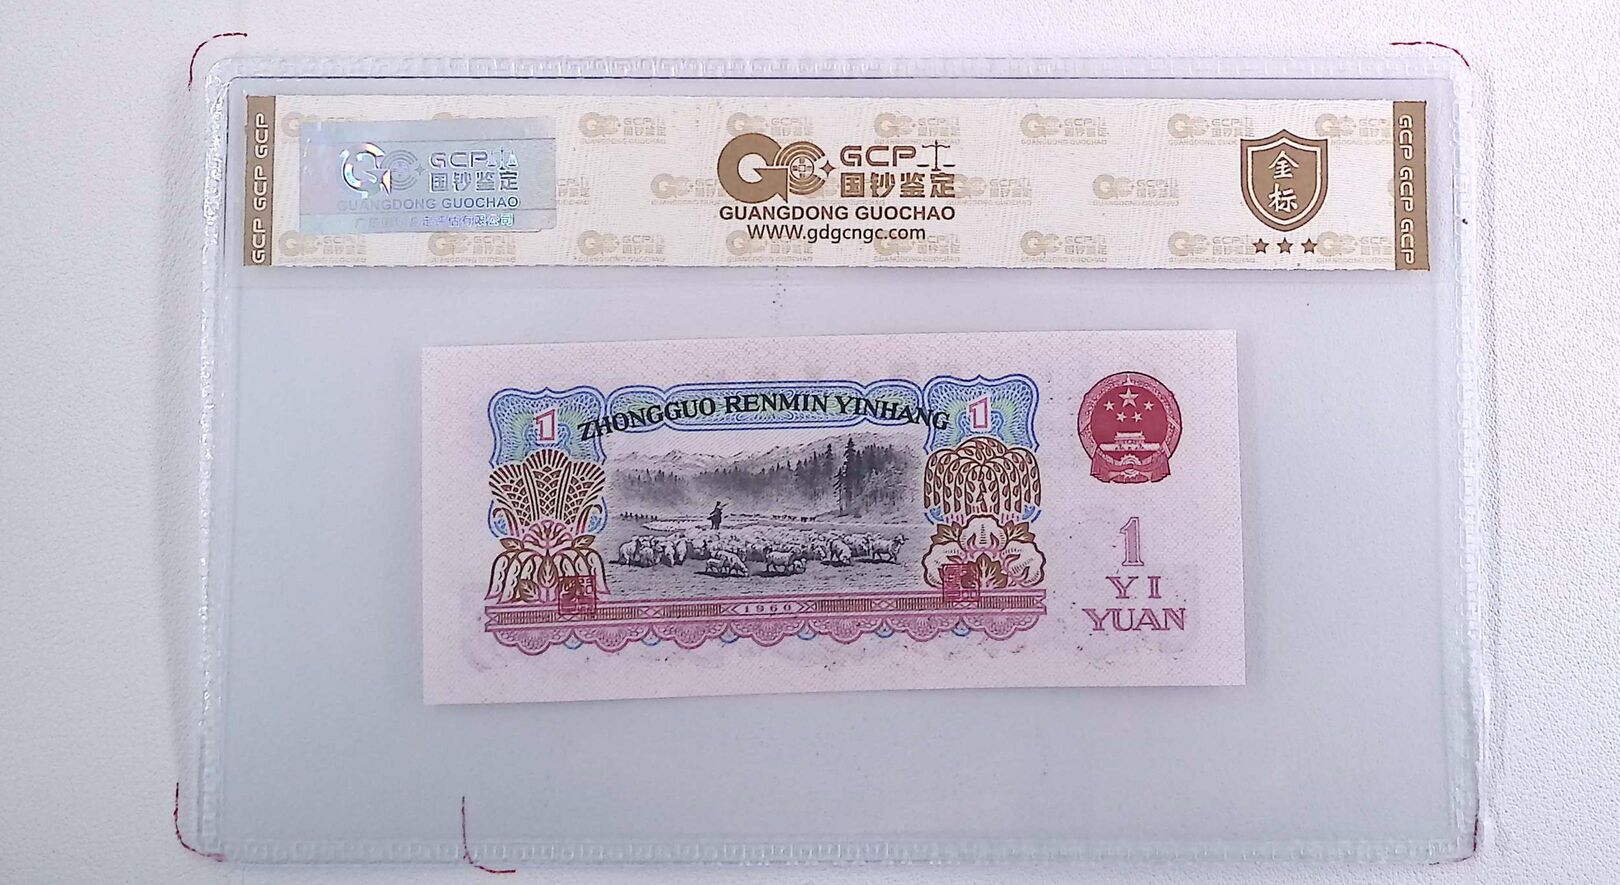 GCP GCP GCP
GCP
国钞鉴定
GUANGDONG GUOCHAO
GCP
国钞鉴定
GUANGDONG GUOCHAO
www.gdgcngc.com
金标
GCP GCP GCP
ZHONGGUO RENMIN YINHANG
1
1
1960
1
YI
YUAN